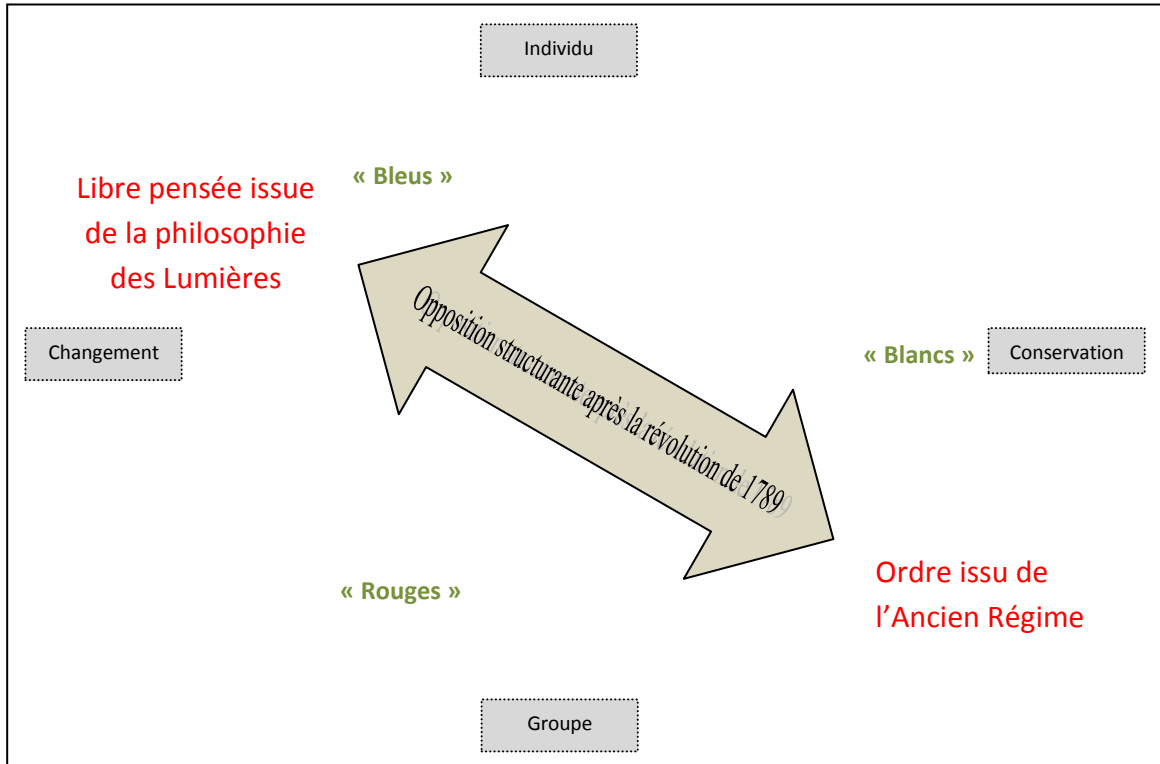 Individu
« Bleus »
Libre pensée issue
de la philosophie
des Lumières
Opposition structurante après la révolution de 1789
Changement
« Blancs »
Conservation
« Rouges »
Ordre issu de
l’Ancien Régime
Groupe